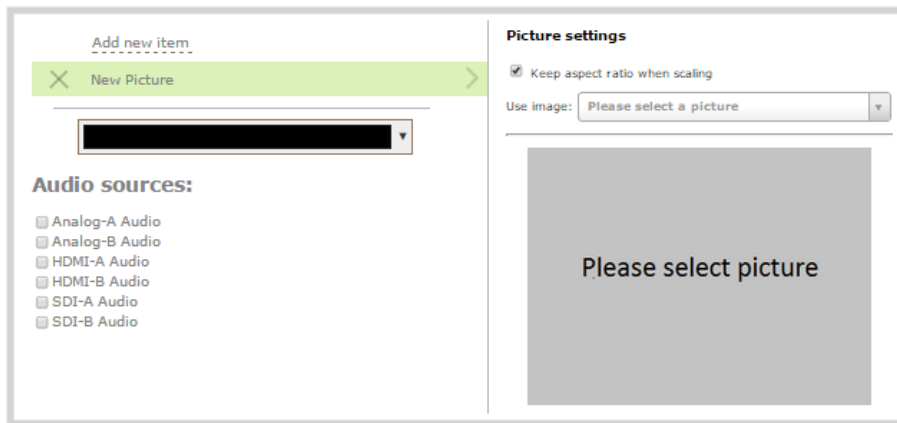 Add new item
New Picture
Audio sources:
Analog-A Audio
Analog-B Audio
HDMI-A Audio
HDMI-B Audio
SDI-A Audio
SDI-B Audio
Picture settings
Keep aspect ratio when scaling
Use image: Please select a picture
Please select picture